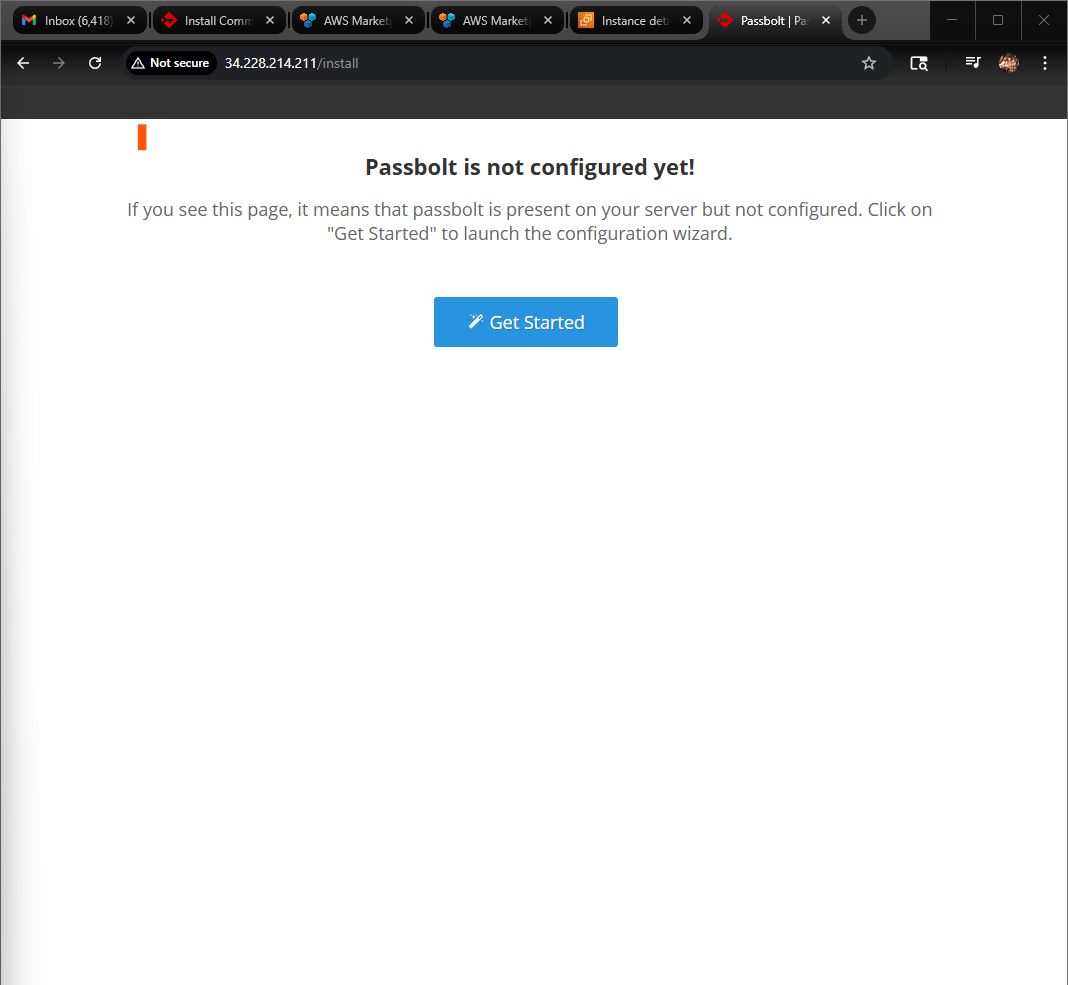 Inbox (6,418)
Install Comm
AWS Market
AWS Market
Instance deta
Passbolt | Pa
Not secure
34.228.214.211/install
Passbolt is not configured yet!
If you see this page, it means that passbolt is present on your server but not configured. Click on
"Get Started" to launch the configuration wizard.
Get Started